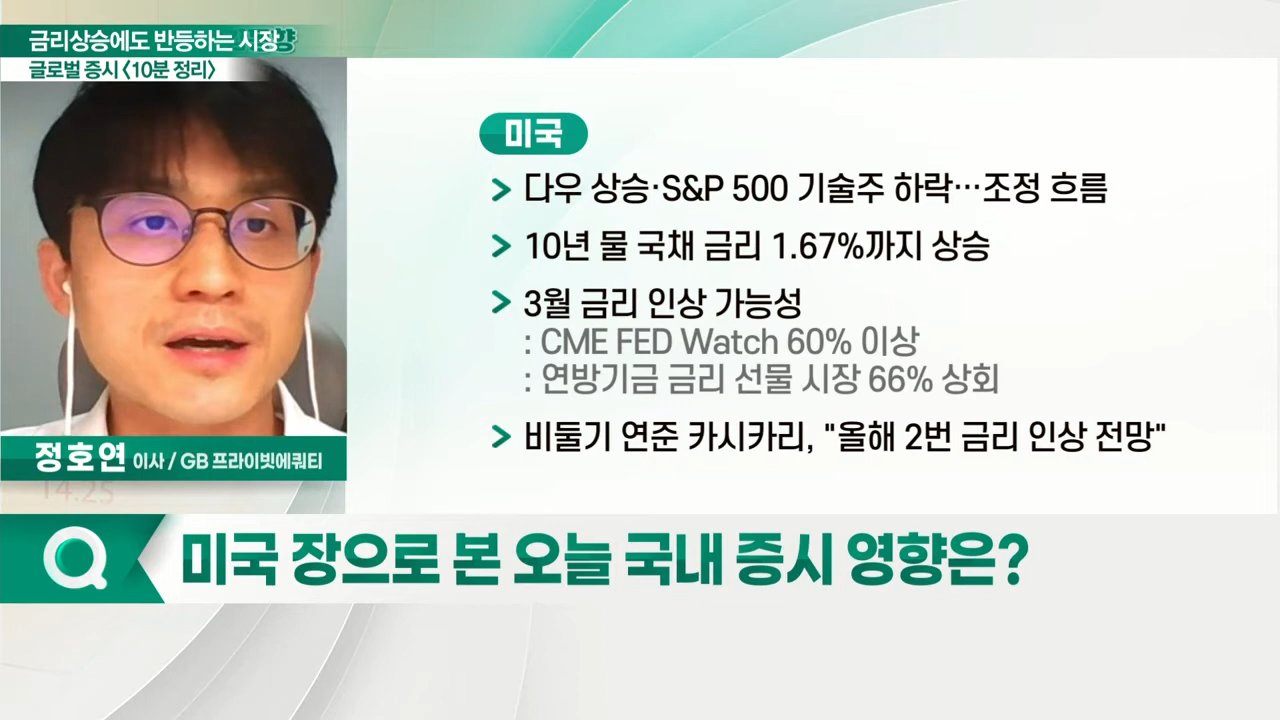 금리상승에도 반등하는 시장
글로벌 증시 <10분 정리>
미국
다우 상승·S&P 500 기술주 하락…조정 흐름
10년 물 국채 금리 1.67%까지 상승
3월 금리 인상 가능성
: CME FED Watch 60% 이상
: 연방기금 금리 선물 시장 66% 상회
비둘기 연준 카시카리, "올해 2번 금리 인상 전망"
정호연 이사 / GB 프라이빗에쿼티
14.25
Q 미국 장으로 본 오늘 국내 증시 영향은?